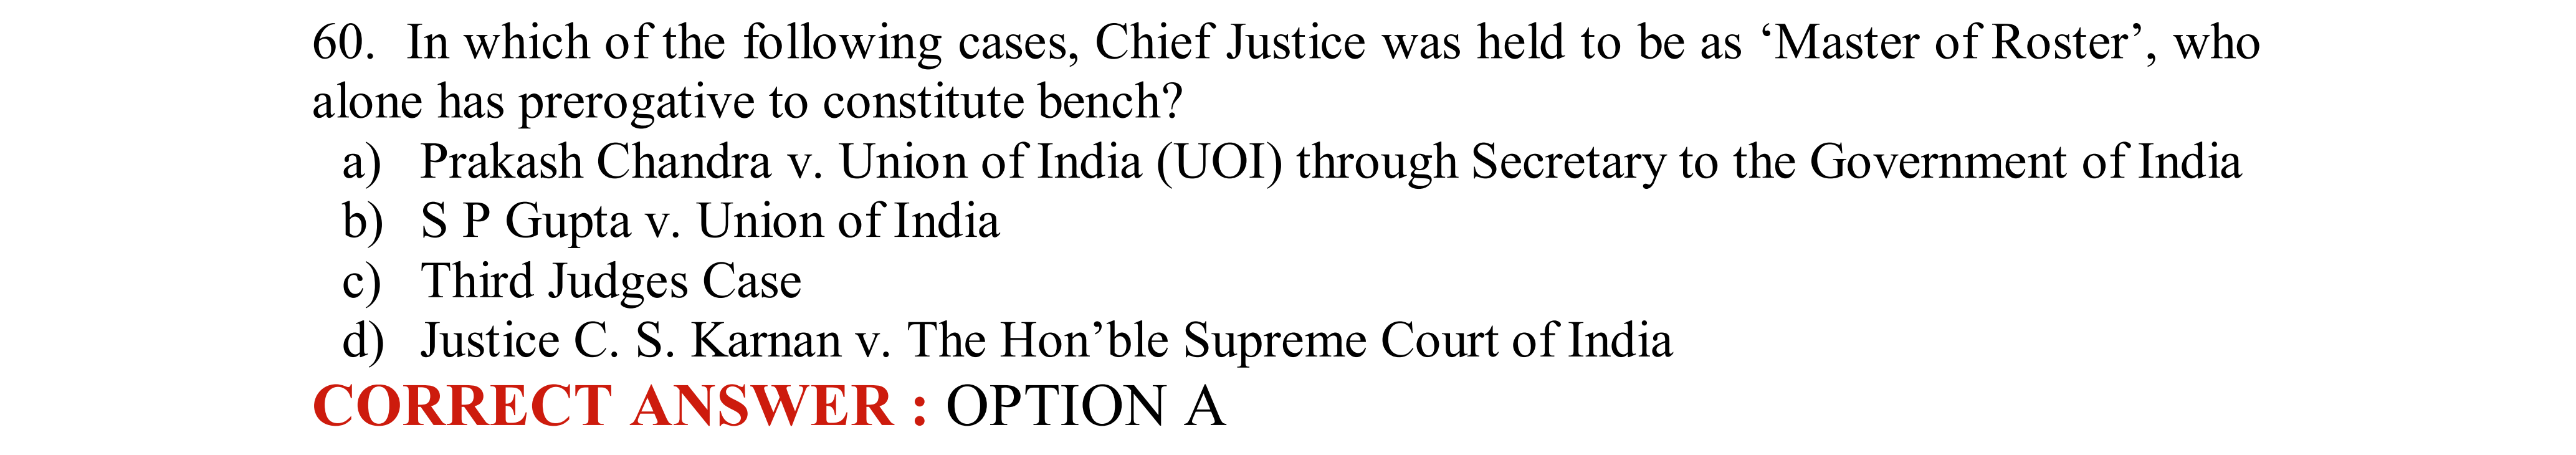 60. In which of the following cases, Chief Justice was held to be as ‘Master of Roster’, who
alone has prerogative to constitute bench?
a) Prakash Chandra v. Union of India (UOI) through Secretary to the Government of India
b) S P Gupta v. Union of India
c) Third Judges Case
d) Justice C. S. Karnan v. The Hon’ble Supreme Court of India
CORRECT ANSWER : OPTION A